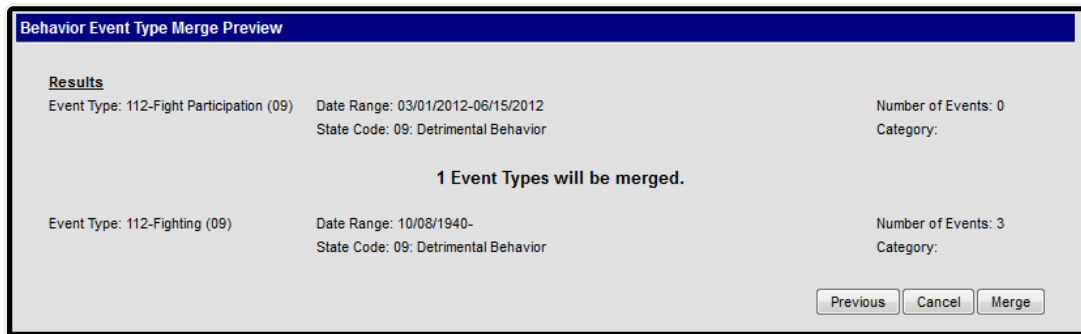 Behavior Event Type Merge Preview
Results
Event Type: 112-Fight Participation (09) Date Range: 03/01/2012-06/15/2012 Number of Events: 0
State Code: 09: Detrimental Behavior Category:
1 Event Types will be merged.
Event Type: 112-Fighting (09) Date Range: 10/08/1940- Number of Events: 3
State Code: 09: Detrimental Behavior Category:
Previous Cancel Merge